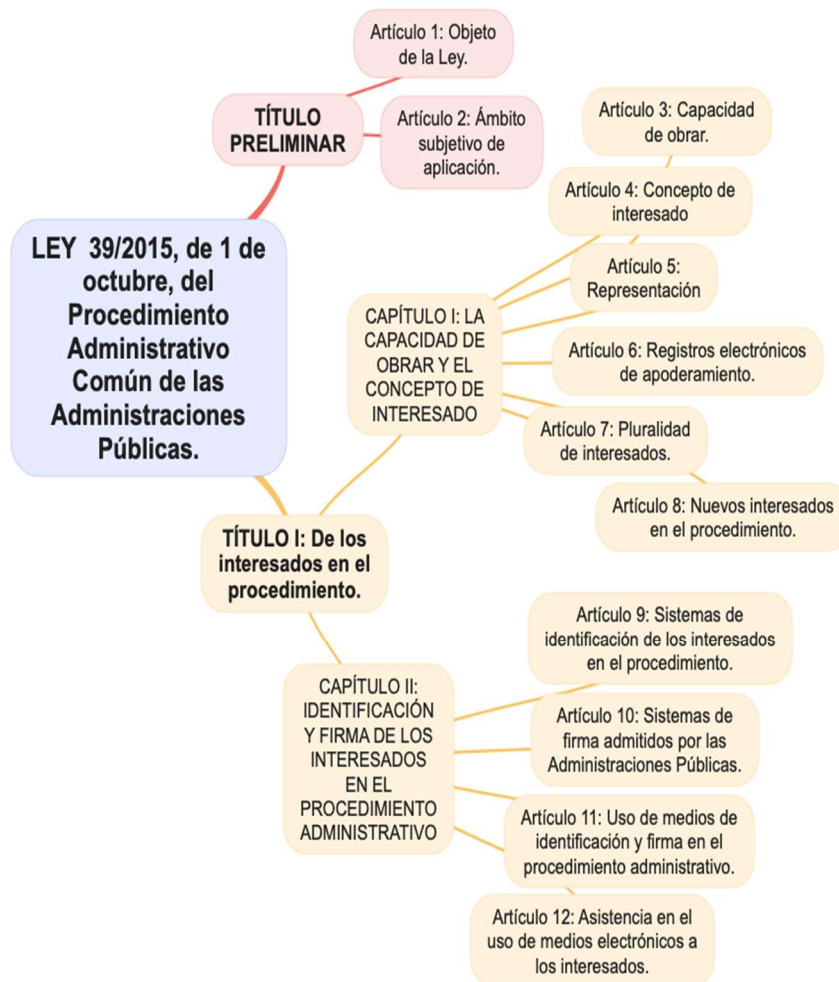 Artículo 1: Objeto
de la Ley.
TÍTULO
PRELIMINAR
Artículo 2: Ámbito
subjetivo de
aplicación.
LEY  39/2015, de 1 de
octubre, del
Procedimiento
Administrativo
Común de las
Administraciones
Públicas.
Artículo 3: Capacidad
de obrar.
Artículo 4: Concepto de
interesado
Artículo 5:
Representación
CAPÍTULO I: LA
CAPACIDAD DE
OBRAR Y EL
CONCEPTO DE
INTERESADO
Artículo 6: Registros electrónicos
de apoderamiento.
Artículo 7: Pluralidad
de interesados.
Artículo 8: Nuevos interesados
en el procedimiento.
TÍTULO I: De los
interesados en el
procedimiento.
Artículo 9: Sistemas de
identificación de los interesados
en el procedimiento.
CAPÍTULO II:
IDENTIFICACIÓN
Y FIRMA DE LOS
INTERESADOS
EN EL
PROCEDIMIENTO
ADMINISTRATIVO
Artículo 10: Sistemas de
firma admitidos por las
Administraciones Públicas.
Artículo 11: Uso de medios de
identificación y firma en el
procedimiento administrativo.
Artículo 12: Asistencia en el
uso de medios electrónicos a
los interesados.